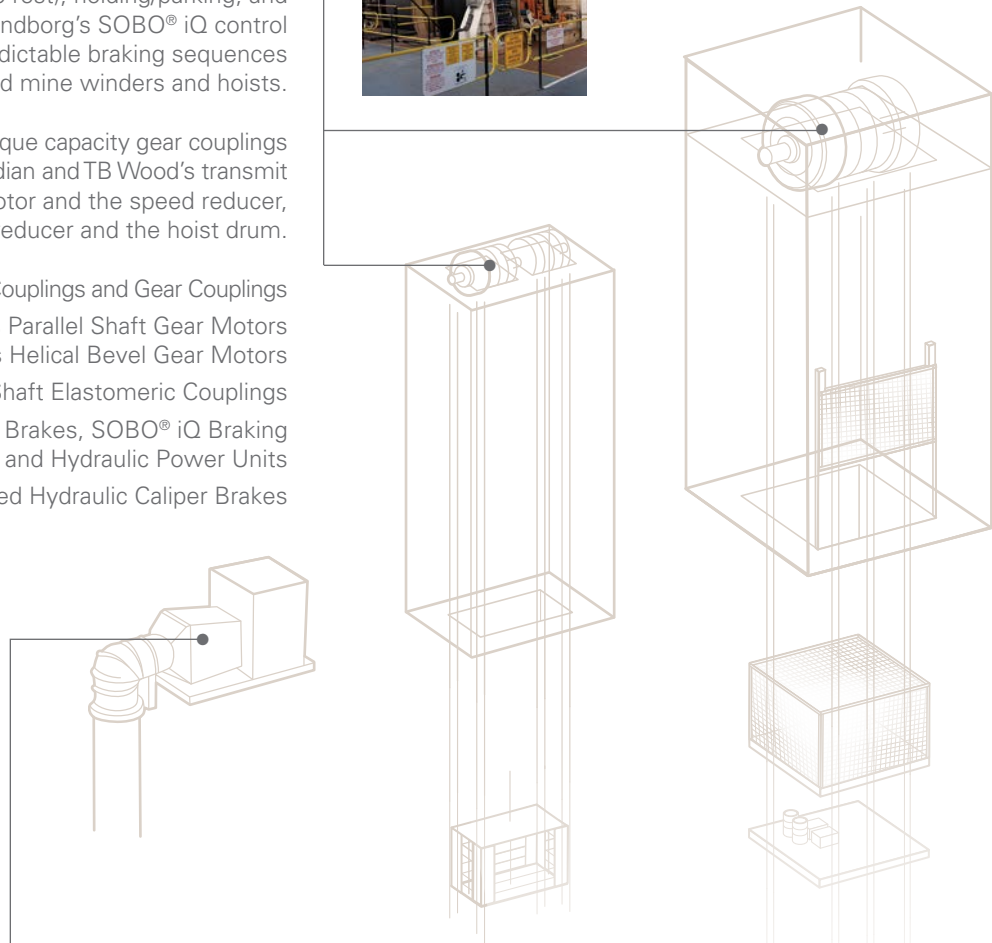 holding/parking, and
ndborg's SOBO® iQ control
dictable braking sequences
d mine winders and hoists.
que capacity gear couplings
dian and TB Wood's transmit
otor and the speed reducer,
educer and the hoist drum.
Couplings and Gear Couplings
Parallel Shaft Gear Motors
s Helical Bevel Gear Motors
Shaft Elastomeric Couplings
Brakes, SOBO® iQ Braking
and Hydraulic Power Units
ed Hydraulic Caliper Brakes